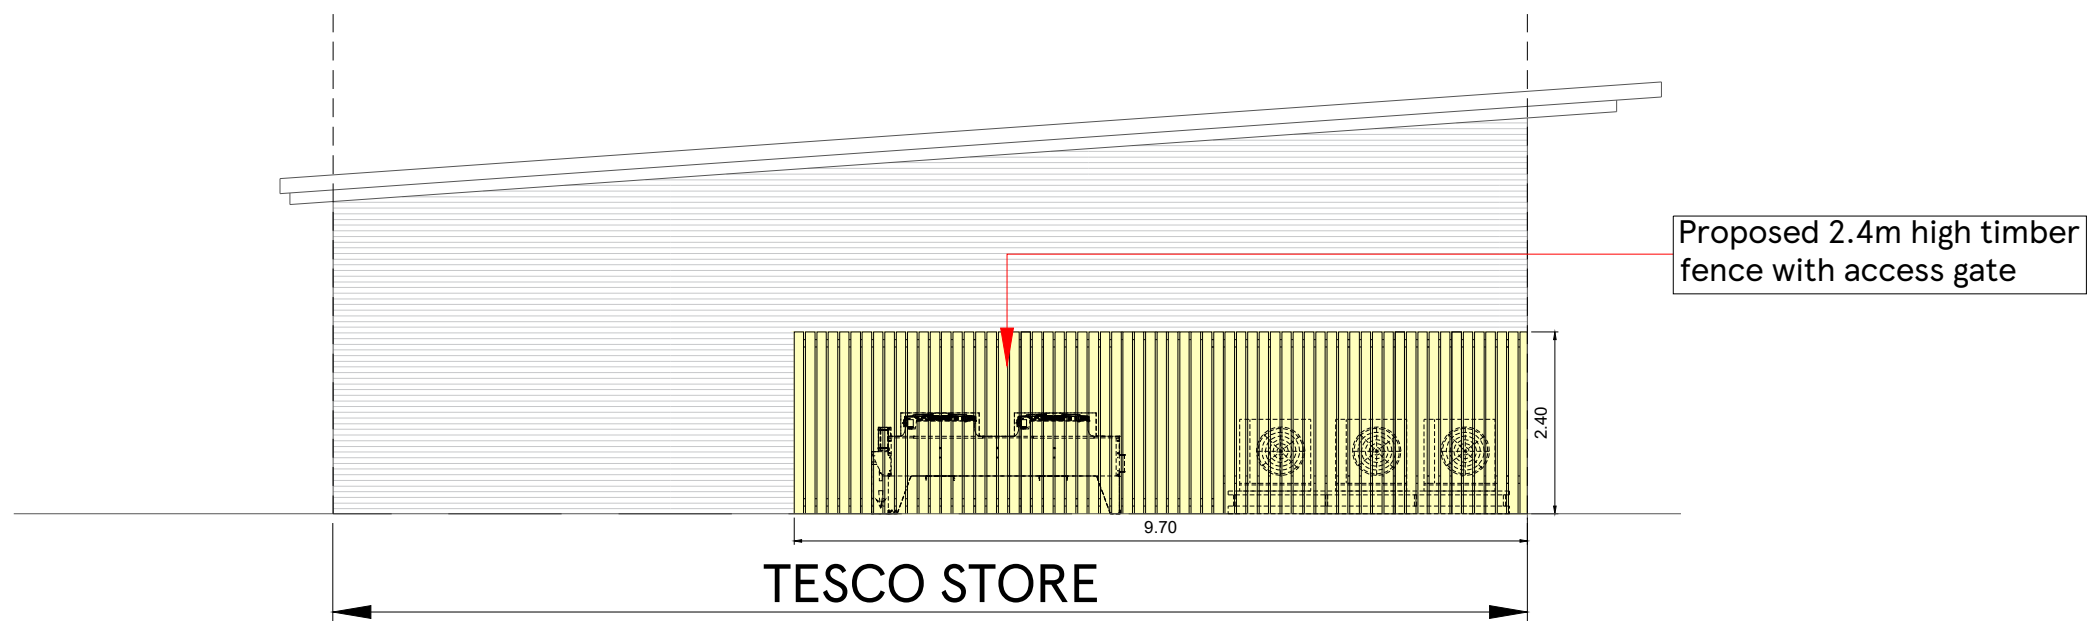 Proposed 2.4m high timber
fence with access gate
2.40
9.70
TESCO STORE